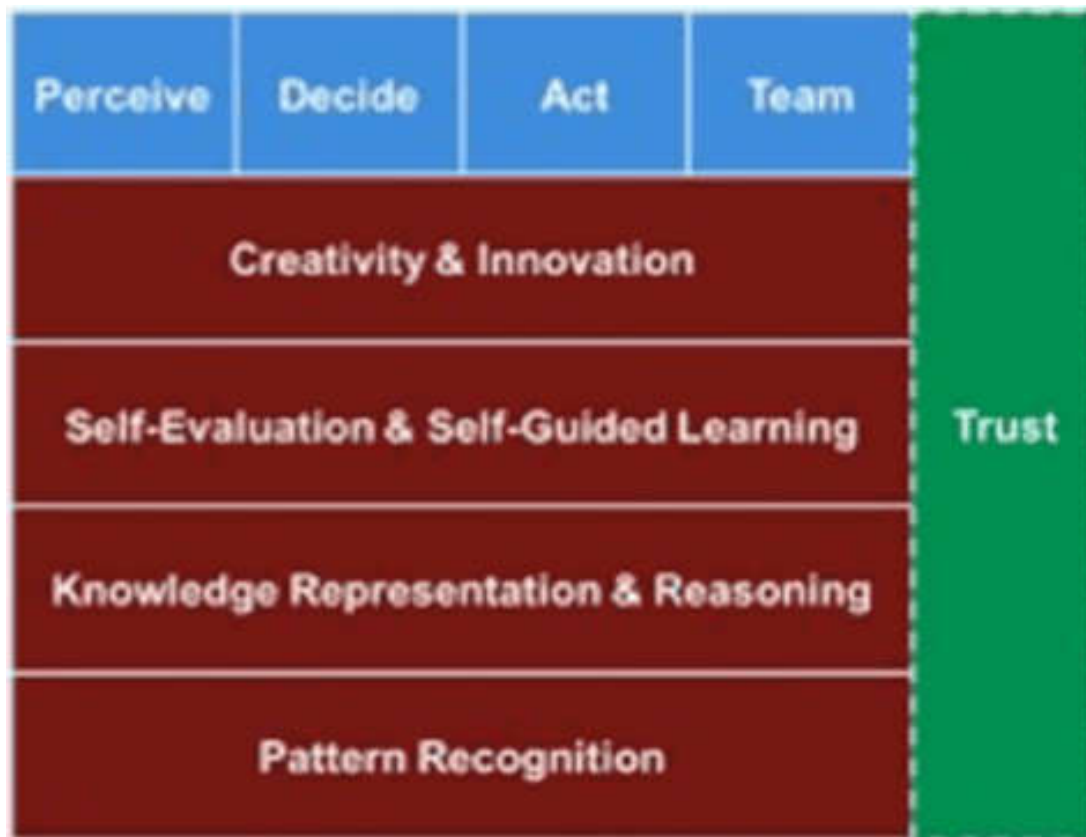 Perceive Decide Act Team
Creativity & Innovation
Self-Evaluation & Self-Guided Learning
Trust
Knowledge Representation & Reasoning
Pattern Recognition